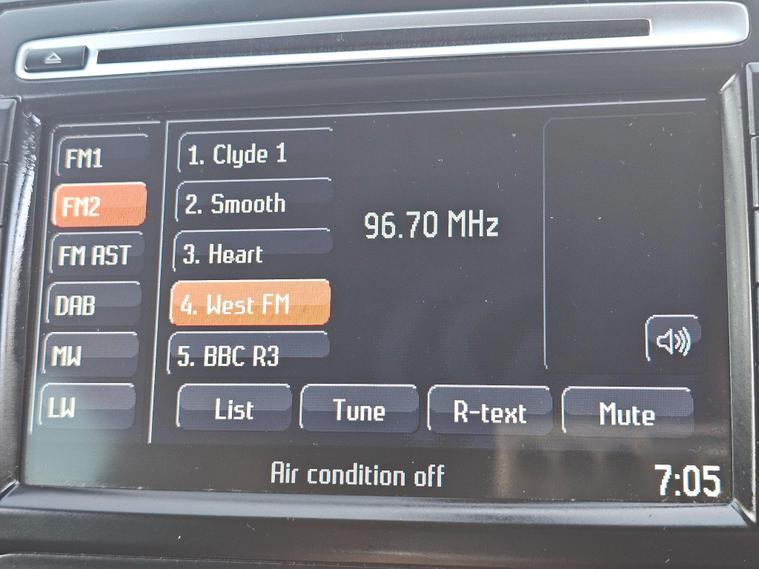 FM1
FM2
FM AST
DAB
MW
LW
1. Clyde 1
2. Smooth
3. Heart
4. West FM
5. BBC R3
96.70 MHz
List
Tune
R-text
Mute
Air condition off
7:05